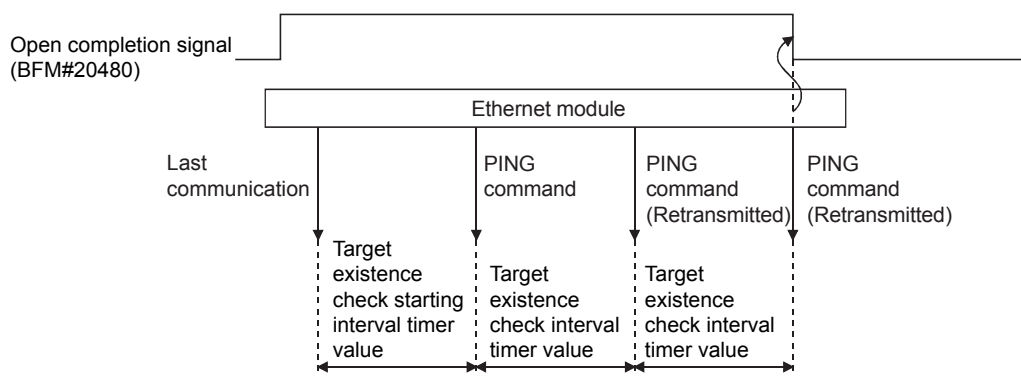 Open completion signal
(BFM#20480)
Ethernet module
Last
communication
PING
command
PING
command
(Retransmitted)
PING
command
(Retransmitted)
Target
existence
check starting
interval timer
value
Target
existence
check interval
timer value
Target
existence
check interval
timer value